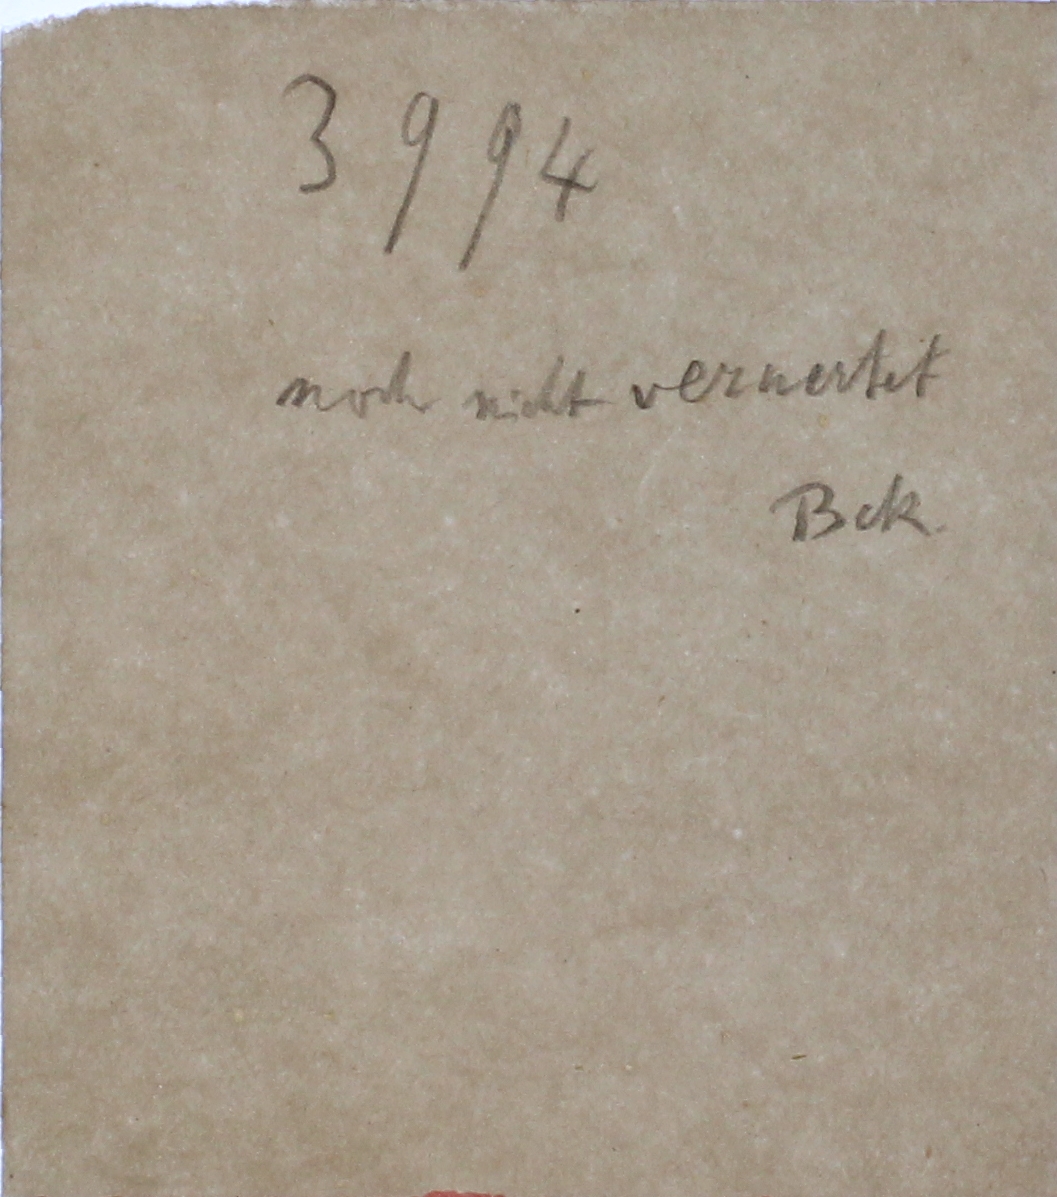 3994
noch nicht verwertet
Bck.